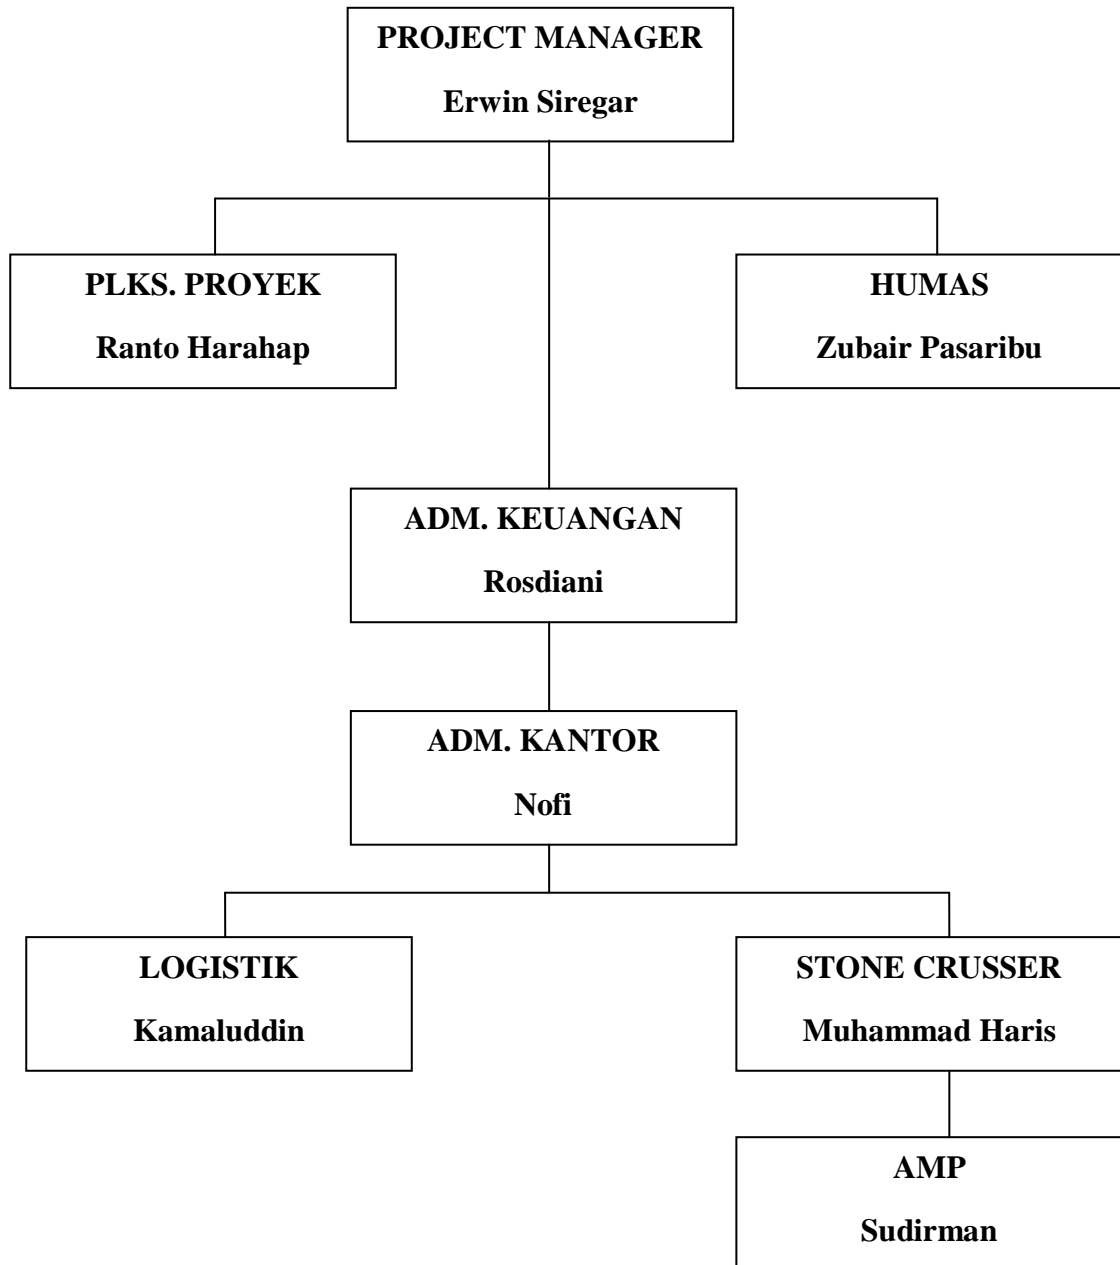 PROJECT MANAGER
Erwin Siregar
PLKS. PROYEK
Ranto Harahap
HUMAS
Zubair Pasaribu
ADM. KEUANGAN
Rosdiani
ADM. KANTOR
Nofi
LOGISTIK
Kamaluddin
STONE CRUSSER
Muhammad Haris
AMP
Sudirman